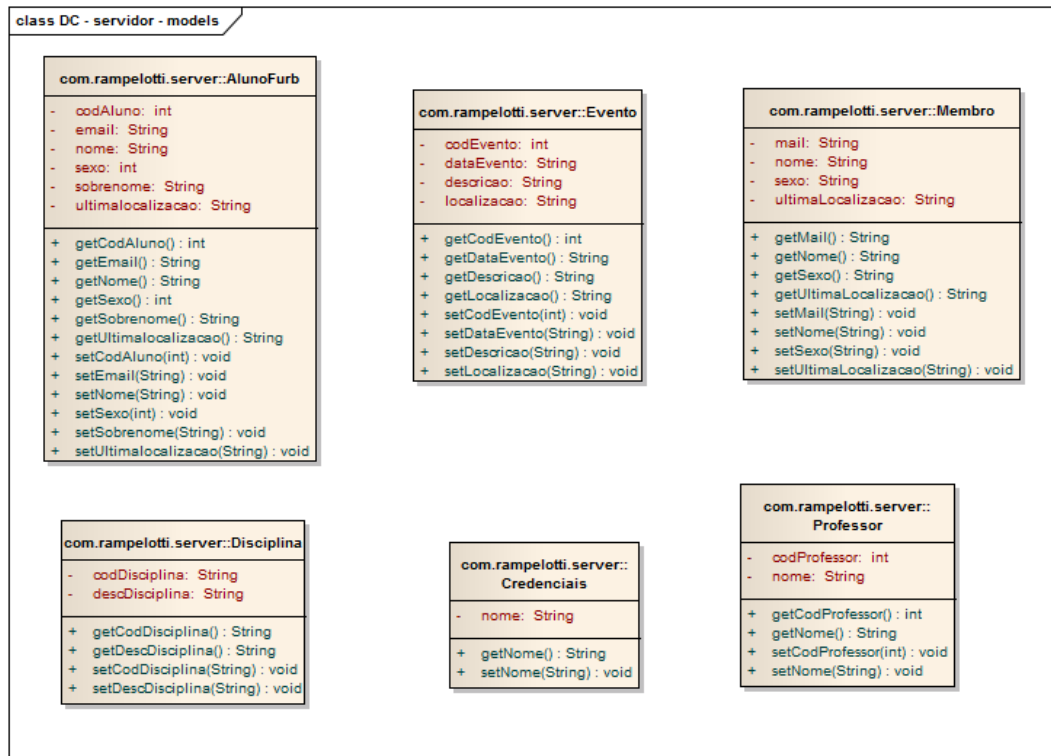 class DC - servidor - models
com.rampelotti.server::AlunoFurb
- codAluno: int
- email: String
- nome: String
- sexo: int
- sobrenome: String
- ultimalocalizacao: String
+ getCodAluno() : int
+ getEmail() : String
+ getNome() : String
+ getSexo() : int
+ getSobrenome() : String
+ getUltimalocalizacao() : String
+ setCodAluno(int) : void
+ setEmail(String) : void
+ setNome(String) : void
+ setSexo(int) : void
+ setSobrenome(String) : void
+ setUltimalocalizacao(String) : void
com.rampelotti.server::Evento
- codEvento: int
- dataEvento: String
- descricao: String
- localizacao: String
+ getCodEvento() : int
+ getDataEvento() : String
+ getDescricao() : String
+ getLocalizacao() : String
+ setCodEvento(int) : void
+ setDataEvento(String) : void
+ setDescricao(String) : void
+ setLocalizacao(String) : void
com.rampelotti.server::Membro
- mail: String
- nome: String
- sexo: String
- ultimaLocalizacao: String
+ getMail() : String
+ getNome() : String
+ getSexo() : String
+ getUltimaLocalizacao() : String
+ setMail(String) : void
+ setNome(String) : void
+ setSexo(String) : void
+ setUltimaLocalizacao(String) : void
com.rampelotti.server::Disciplina
- codDisciplina: String
- descDisciplina: String
+ getCodDisciplina() : String
+ getDescDisciplina() : String
+ setCodDisciplina(String) : void
+ setDescDisciplina(String) : void
com.rampelotti.server::
Credenciais
- nome: String
+ getNome() : String
+ setNome(String) : void
com.rampelotti.server::
Professor
- codProfessor: int
- nome: String
+ getCodProfessor() : int
+ getNome() : String
+ setCodProfessor(int) : void
+ setNome(String) : void